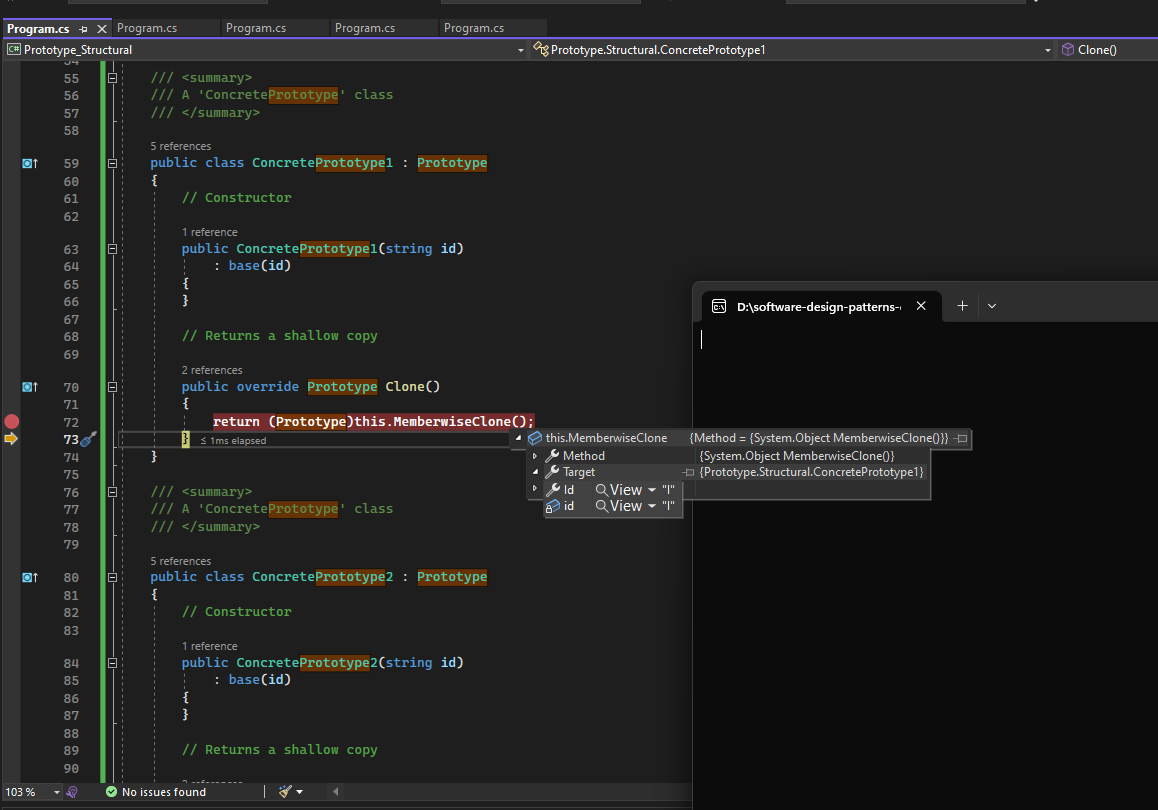 Program.cs Program.cs Program.cs Program.cs Program.cs
C# Prototype_Structural Prototype.Structural.ConcretePrototype1 Clone()
54
55 /// <summary>
56 /// A 'ConcretePrototype' class
57 /// </summary>
58
5 references
59 public class ConcretePrototype1 : Prototype
60 {
61 // Constructor
62
1 reference
63 public ConcretePrototype1(string id)
64 : base(id)
65 {
66 }
67
68 // Returns a shallow copy
69
2 references
70 public override Prototype Clone()
71 {
72 return (Prototype)this.MemberwiseClone();
73 } ≤ 1ms elapsed
74 }
75
76 /// <summary>
77 /// A 'ConcretePrototype' class
78 /// </summary>
79
5 references
80 public class ConcretePrototype2 : Prototype
81 {
82 // Constructor
83
1 reference
84 public ConcretePrototype2(string id)
85 : base(id)
86 {
87 }
88
89 // Returns a shallow copy
90
2 references
this.MemberwiseClone {Method = {System.Object MemberwiseClone()}}
Method {System.Object MemberwiseClone()}
Target {Prototype.Structural.ConcretePrototype1}
Id View "I"
id View "I"
D:\software-design-patterns-
103 % No issues found